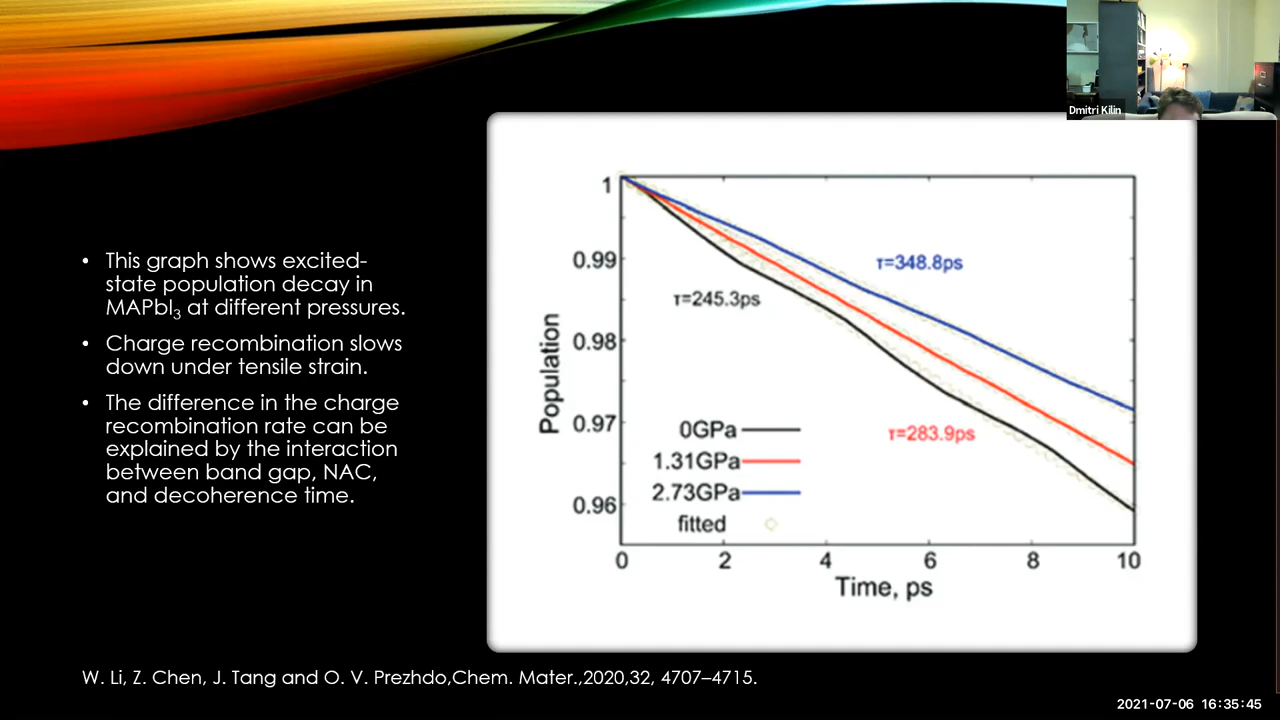 Dmitri Kilin
• This graph shows excited-
state population decay in
MAPbI₃ at different pressures.
• Charge recombination slows
down under tensile strain.
• The difference in the charge
recombination rate can be
explained by the interaction
between band gap, NAC,
and decoherence time.
1
0.99
0.98
0.97
0.96
Population
τ=348.8ps
τ=245.3ps
τ=283.9ps
0GPa
1.31GPa
2.73GPa
fitted
0 2 4 6 8 10
Time, ps
W. Li, Z. Chen, J. Tang and O. V. Prezhdo,Chem. Mater.,2020,32, 4707–4715.
2021-07-06 16:35:45